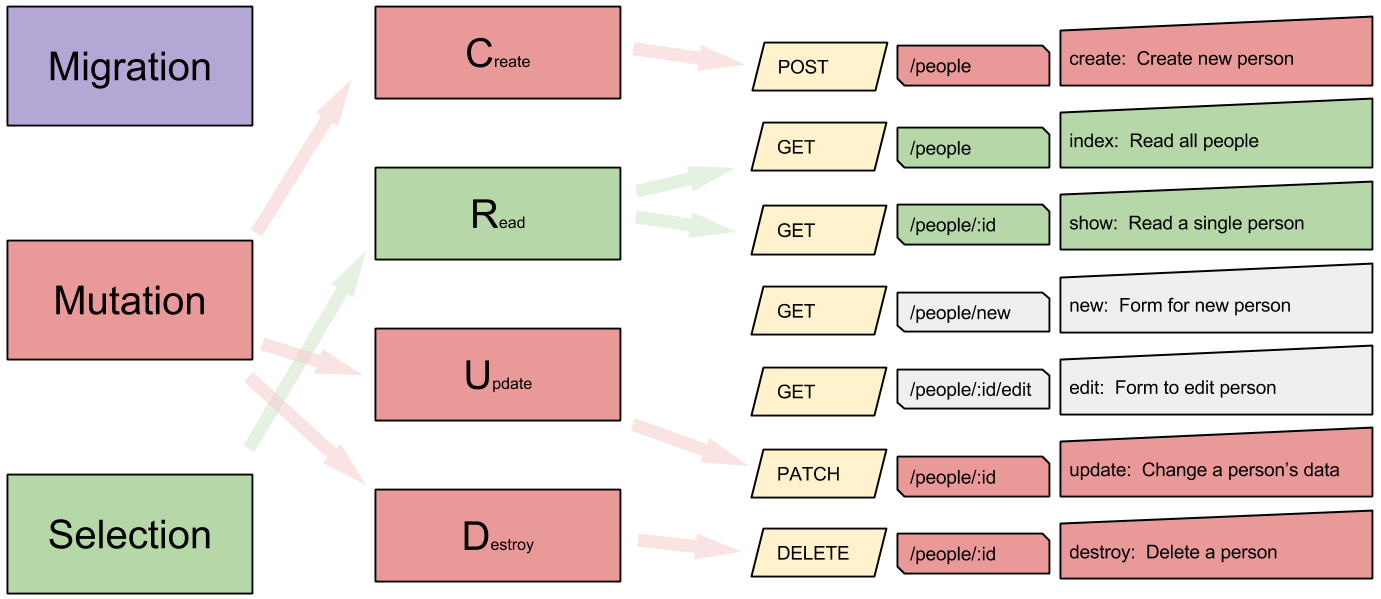 Migration
Mutation
Selection
Create
Read
Update
Destroy
POST /people create: Create new person
GET /people index: Read all people
GET /people/:id show: Read a single person
GET /people/new new: Form for new person
GET /people/:id/edit edit: Form to edit person
PATCH /people/:id update: Change a person's data
DELETE /people/:id destroy: Delete a person